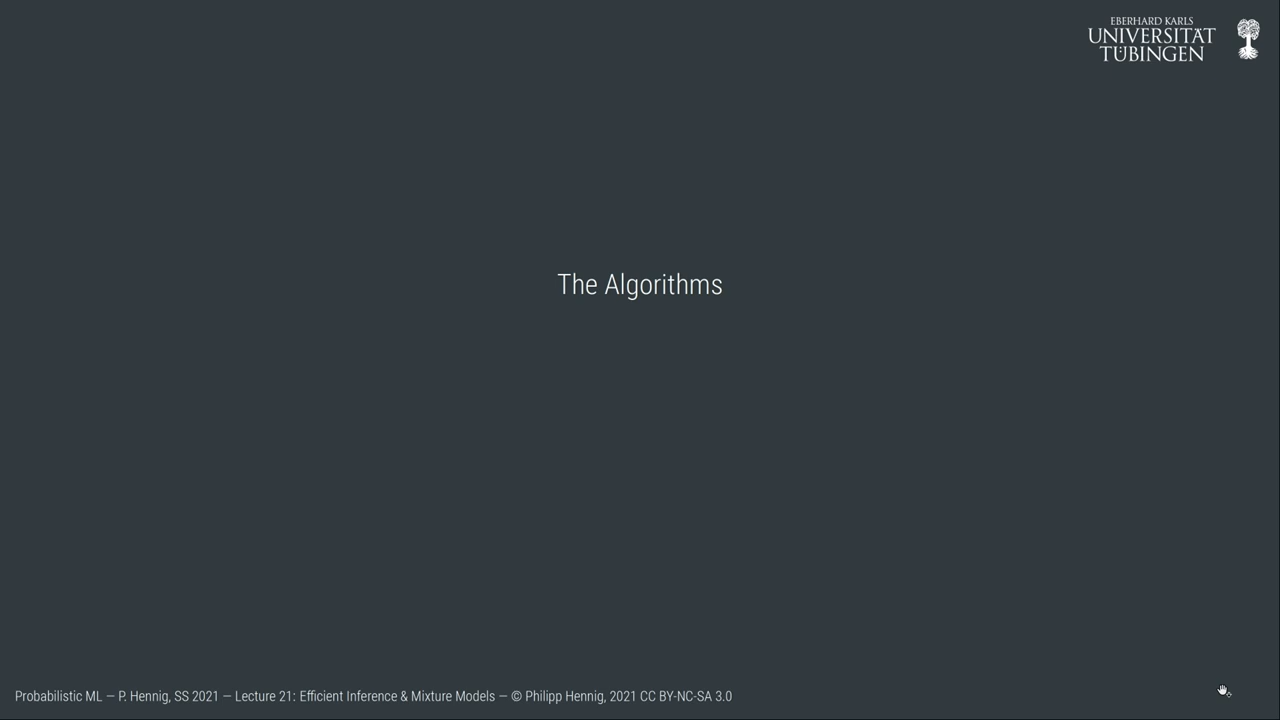 EBERHARD KARLS
UNIVERSITÄT
TÜBINGEN
The Algorithms
Probabilistic ML — P. Hennig, SS 2021 — Lecture 21: Efficient Inference & Mixture Models — © Philipp Hennig, 2021 CC BY-NC-SA 3.0